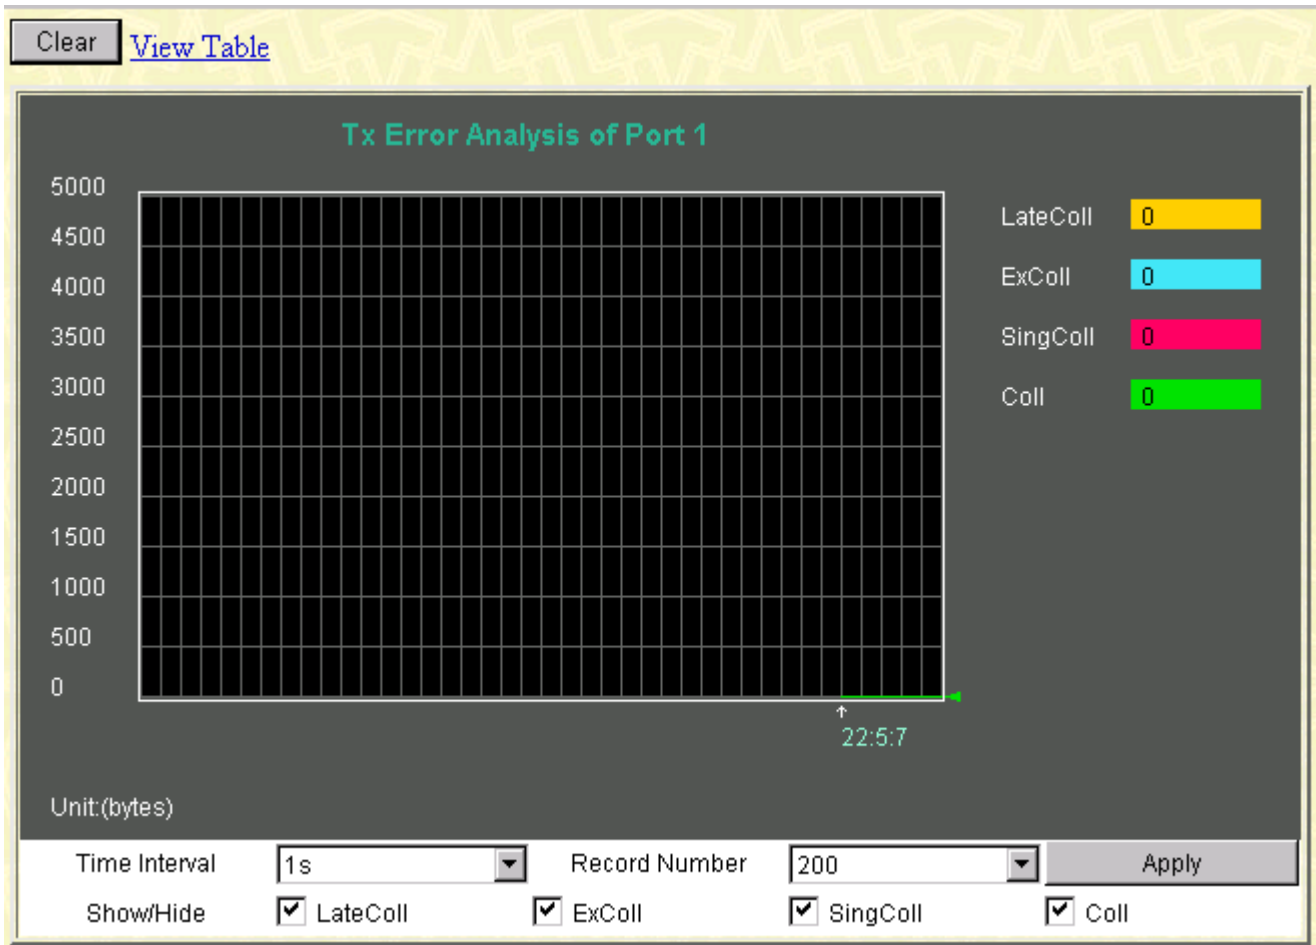 Clear View Table
Tx Error Analysis of Port 1
5000
4500
4000
3500
3000
2500
2000
1500
1000
500
0
LateColl 0
ExColl 0
SingColl 0
Coll 0
22:5:7
Unit:(bytes)
Time Interval 1s Record Number 200 Apply
Show/Hide LateColl ExColl SingColl Coll